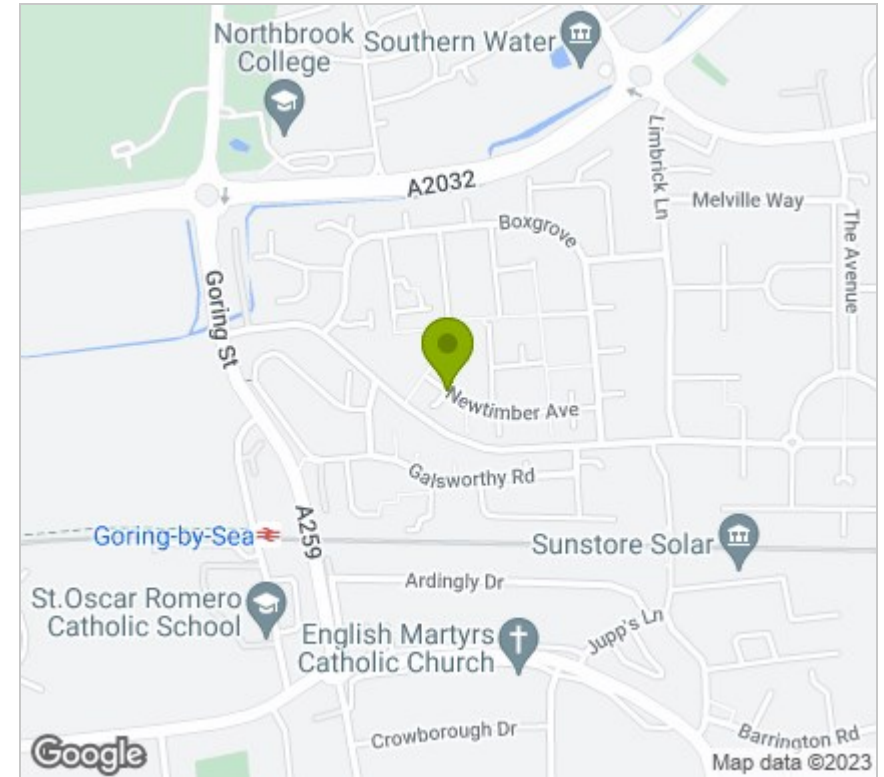 Northbrook
College
Southern Water
A2032
Limbrick Ln
Melville Way
Boxgrove
The Avenue
Goring St
Newtimber Ave
Galsworthy Rd
A259
Goring-by-Sea
Sunstore Solar
Ardingly Dr
St.Oscar Romero
Catholic School
English Martyrs
Catholic Church
Jupp's Ln
Crowborough Dr
Barrington Rd
Google
Map data ©2023